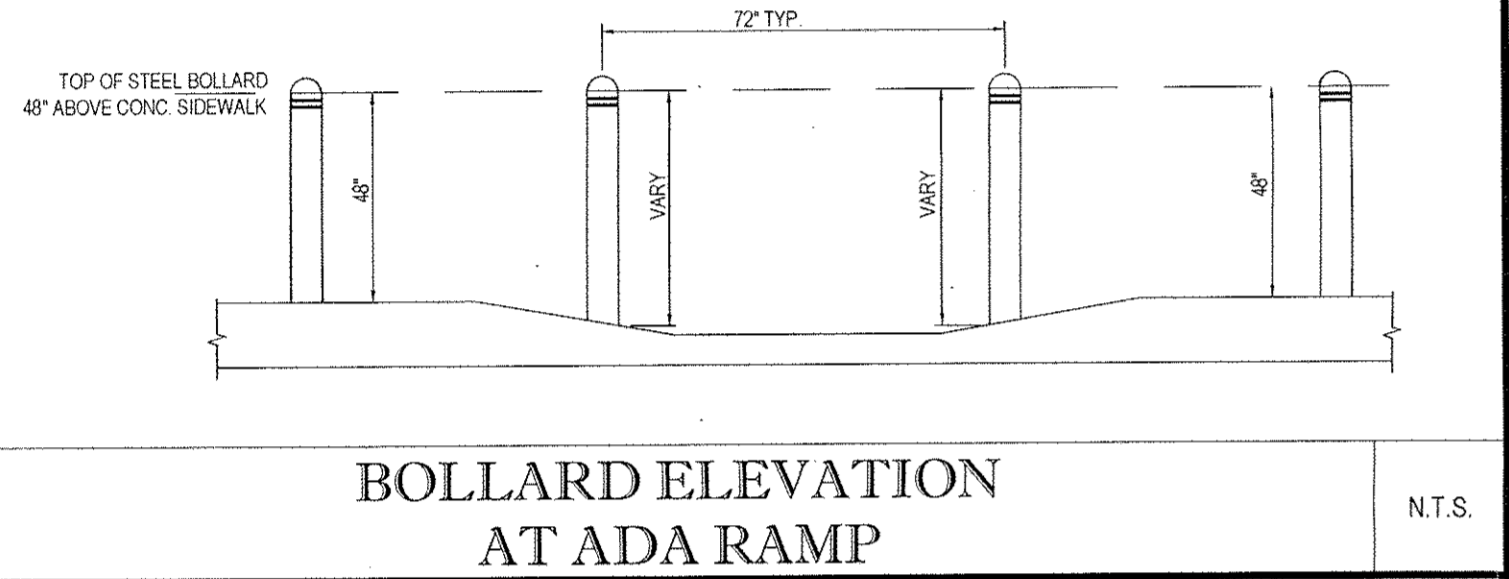 72" TYP.
TOP OF STEEL BOLLARD
48" ABOVE CONC. SIDEWALK
48"
VARY
VARY
48"
BOLLARD ELEVATION
AT ADA RAMP
N.T.S.